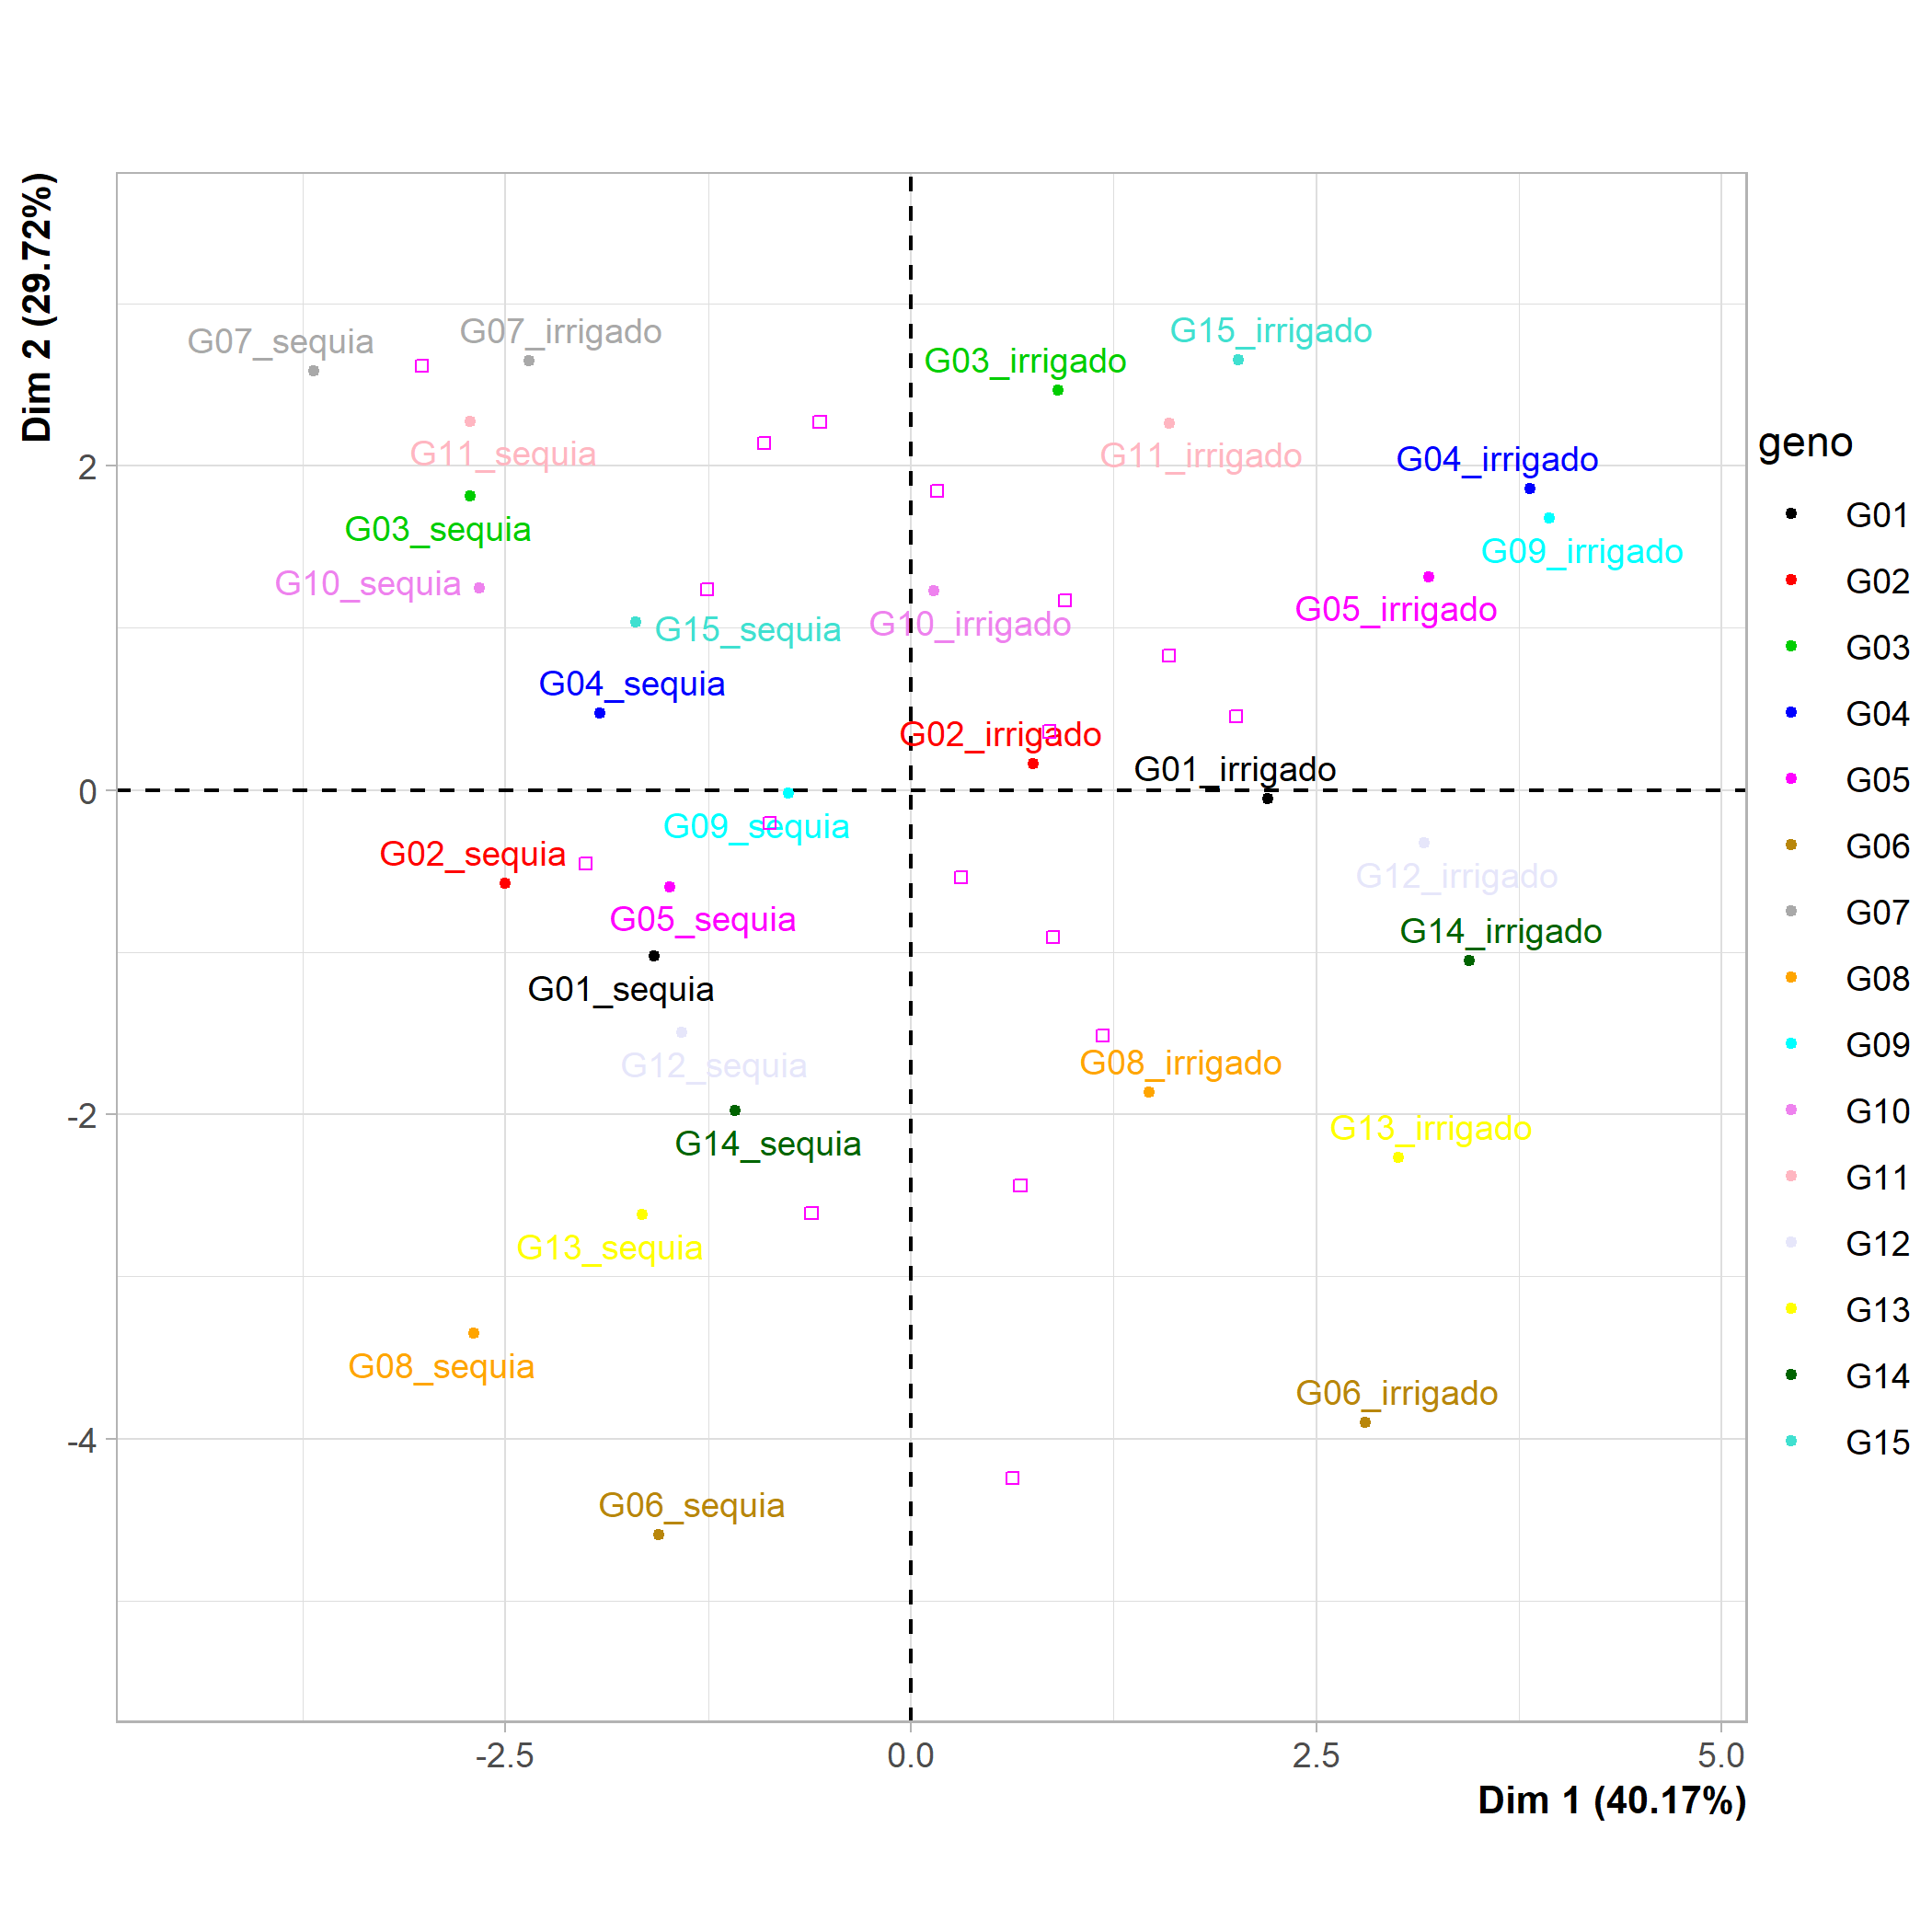 Dim 2 (29.72%)
G07_sequia
G07_irrigado
G15_irrigado
G03_irrigado
G11_sequia
G11_irrigado
G04_irrigado
2
G03_sequia
G09_irrigado
G10_sequia
G05_irrigado
G10_irrigado
G15_sequia
G04_sequia
G02_irrigado
G01_irrigado
0
G09_sequia
G02_sequia
G12_irrigado
G05_sequia
G14_irrigado
G01_sequia
G12_sequia
G08_irrigado
-2
G13_irrigado
G14_sequia
G13_sequia
G08_sequia
G06_irrigado
-4
G06_sequia
-2.5
0.0
2.5
5.0
Dim 1 (40.17%)
geno
G01
G02
G03
G04
G05
G06
G07
G08
G09
G10
G11
G12
G13
G14
G15